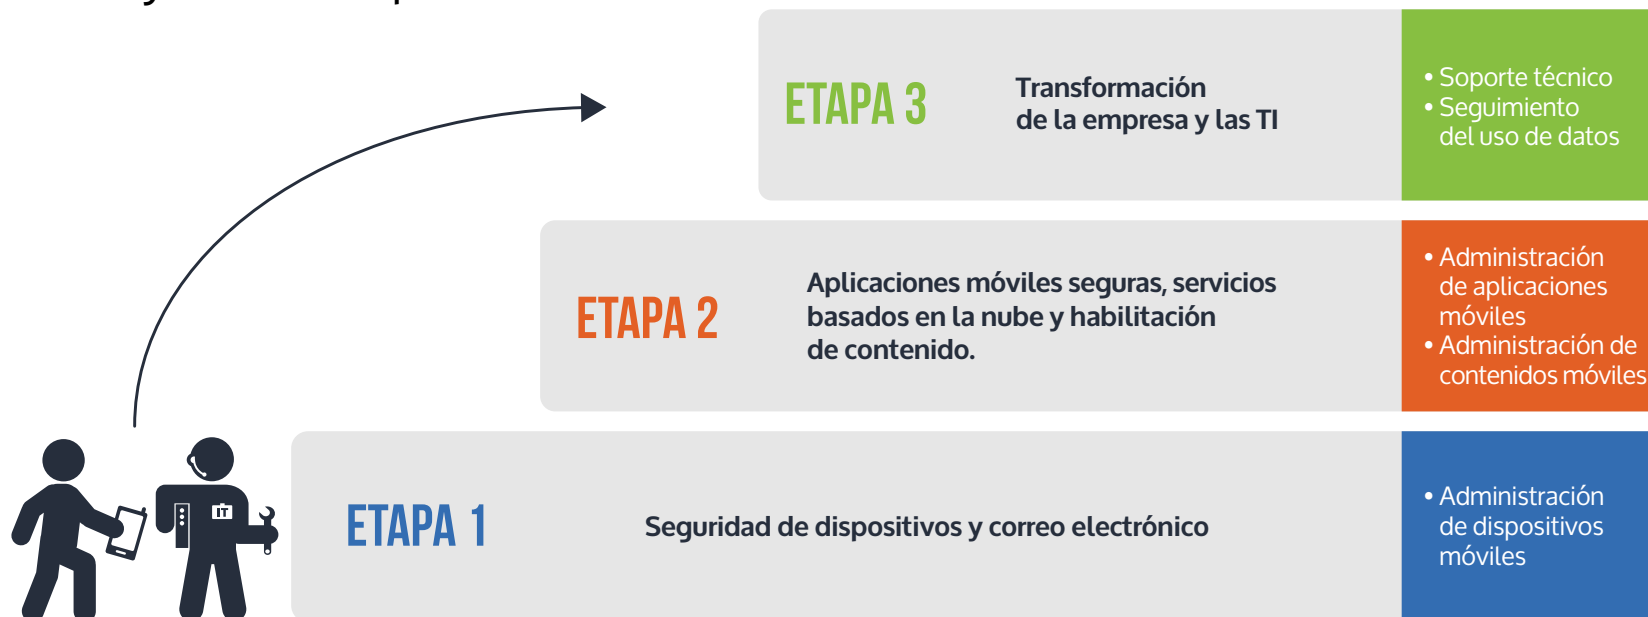 ETAPA 3
Transformación
de la empresa y las TI
• Soporte técnico
• Seguimiento
del uso de datos
ETAPA 2
Aplicaciones móviles seguras, servicios
basados en la nube y habilitación
de contenido.
• Administración
de aplicaciones
móviles
• Administración de
contenidos móviles
IT
ETAPA 1
Seguridad de dispositivos y correo electrónico
• Administración
de dispositivos
móviles